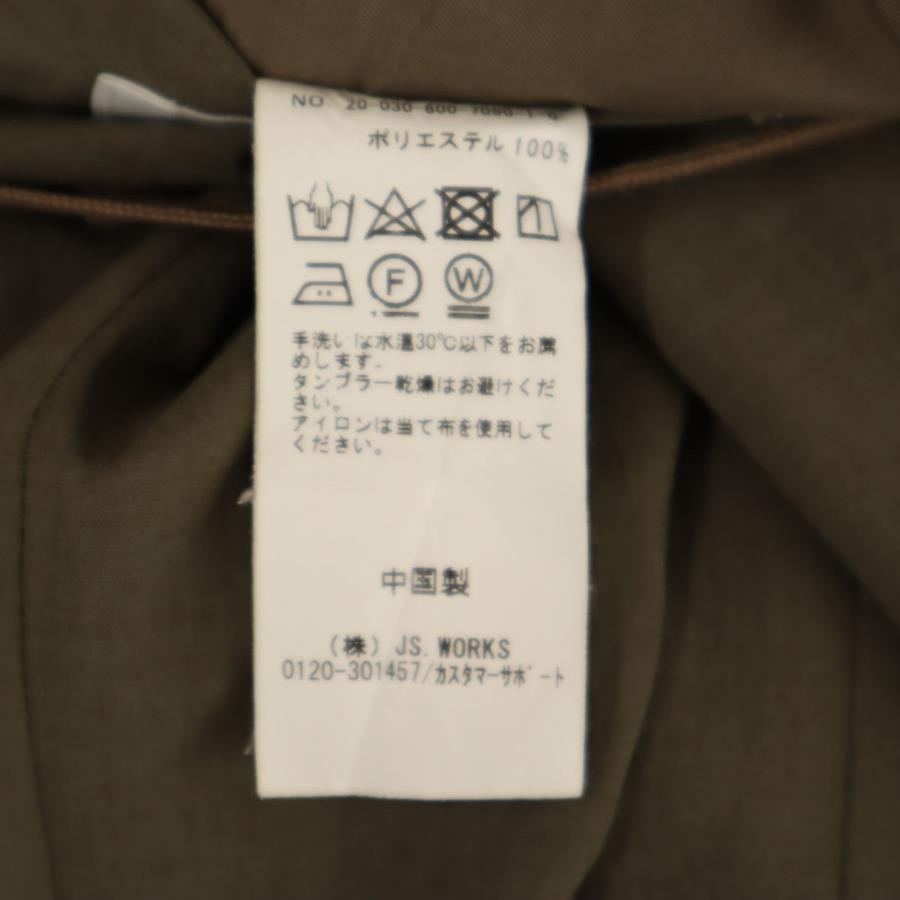 NO. 20-030-600-7090-1-6
ポリエステル 100%
F
W
手洗いは水温30℃以下をお薦
めします。
タンブラー乾燥はお避けくだ
さい。
アイロンは当て布を使用して
ください。
中国製
(株) JS. WORKS
0120-301457/カスタマーサポート